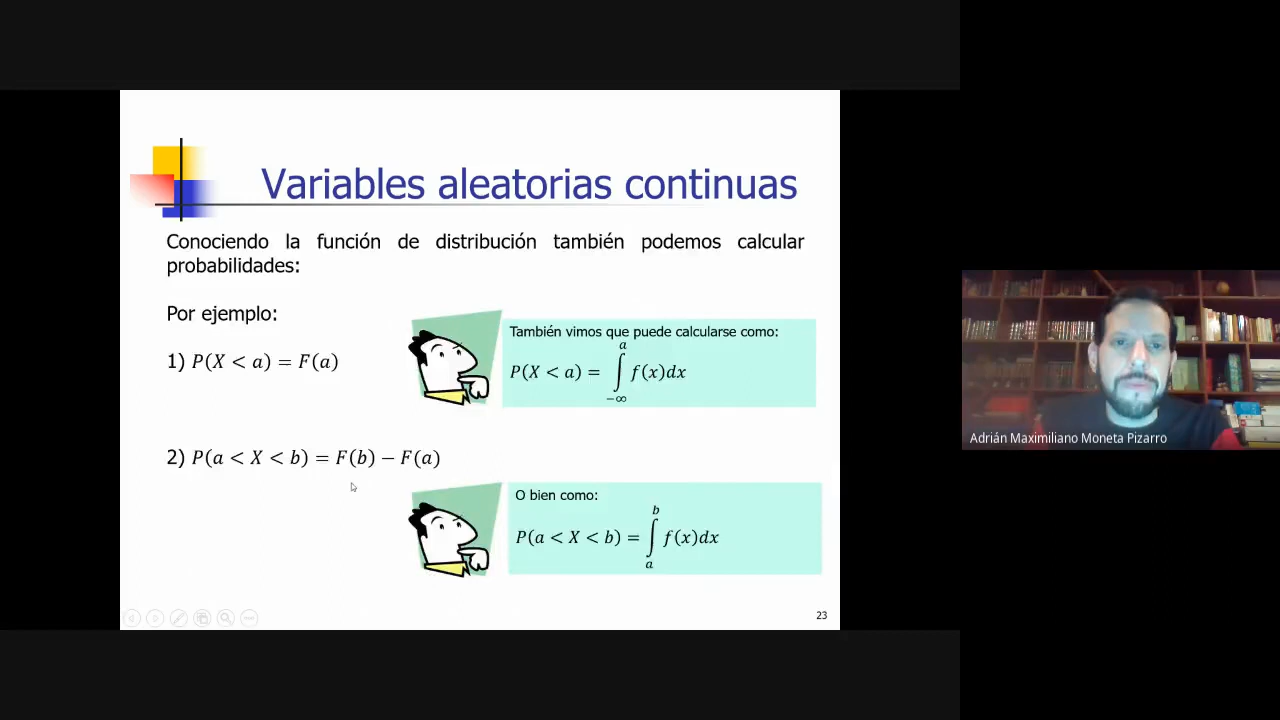 Variables aleatorias continuas
Conociendo la función de distribución también podemos calcular
probabilidades:
Por ejemplo:
También vimos que puede calcularse como:
1) P(X < a) = F(a)
P(X < a) = ∫_{−∞}^{a} f(x)dx
2) P(a < X < b) = F(b) − F(a)
O bien como:
P(a < X < b) = ∫_{a}^{b} f(x)dx
23
Adrián Maximiliano Moneta Pizarro